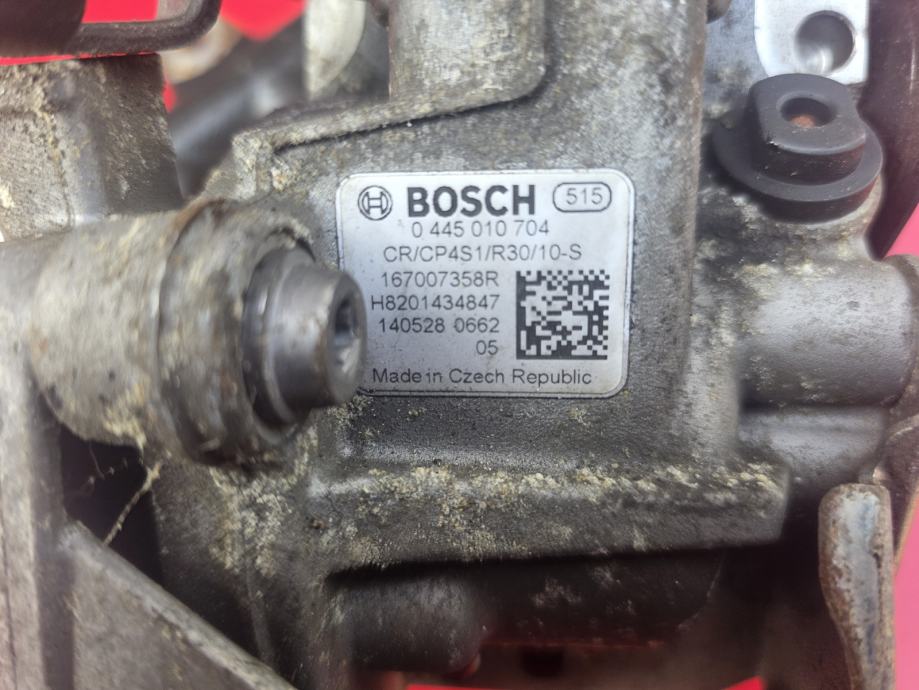 BOSCH 515
0 445 010 704
CR/CP4S1/R30/10-S
167007358R
H8201434847
140528 0662
05
Made in Czech Republic